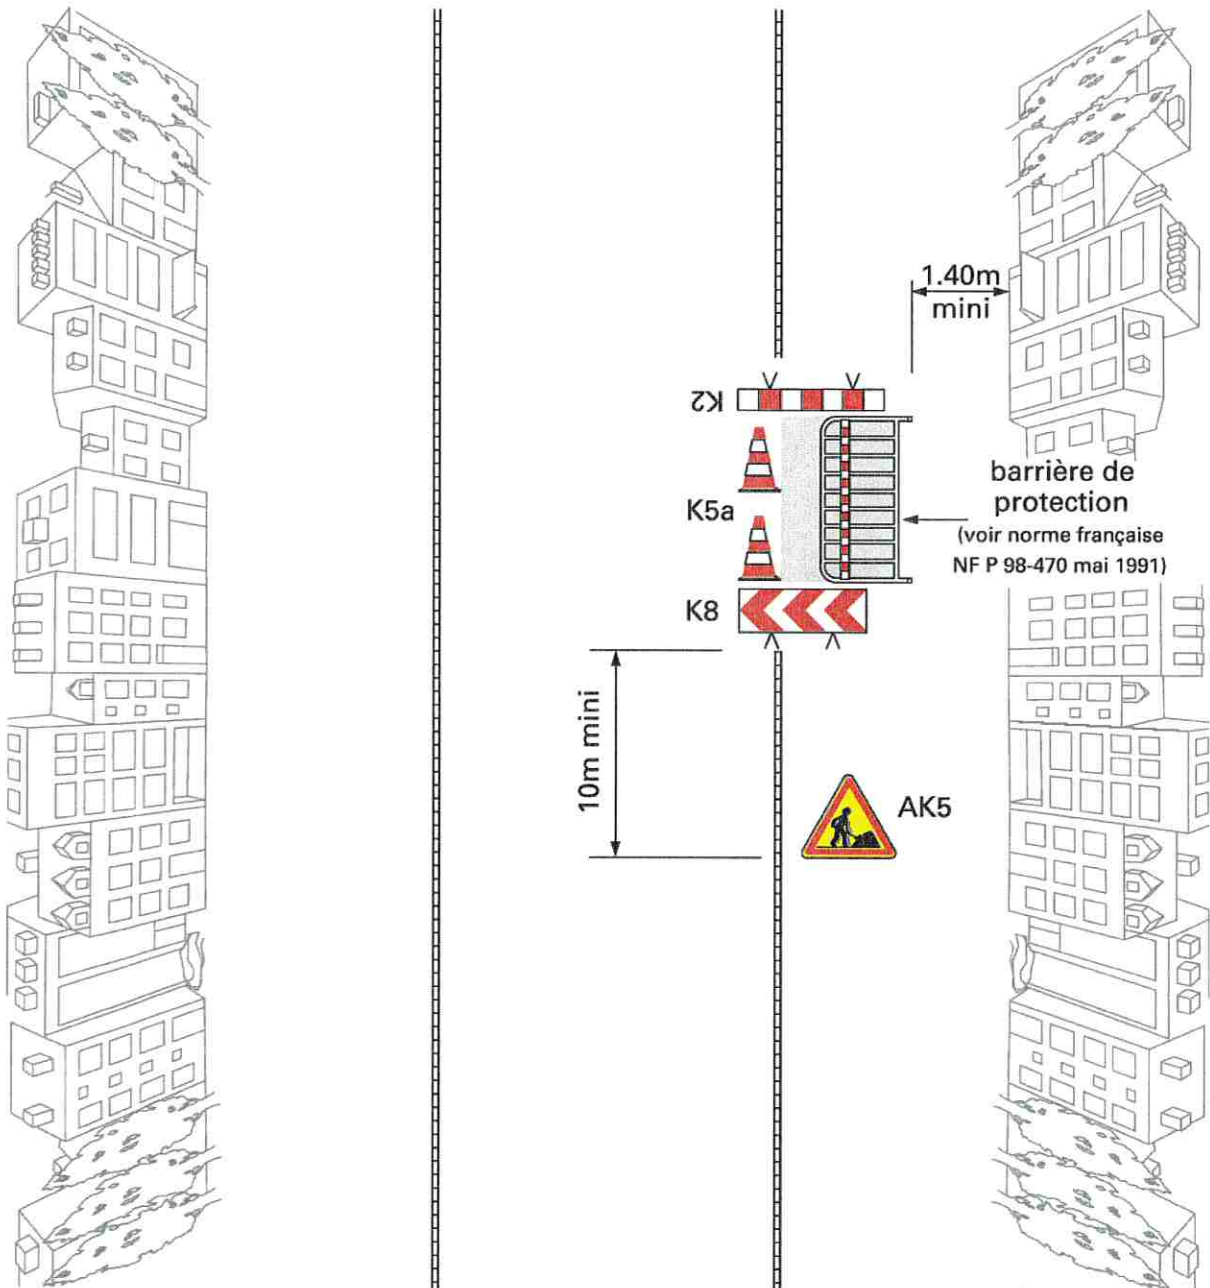 1.40m
mini
K2
K5a
barrière de
protection
(voir norme française
NF P 98-470 mai 1991)
K8
10m mini
AK5